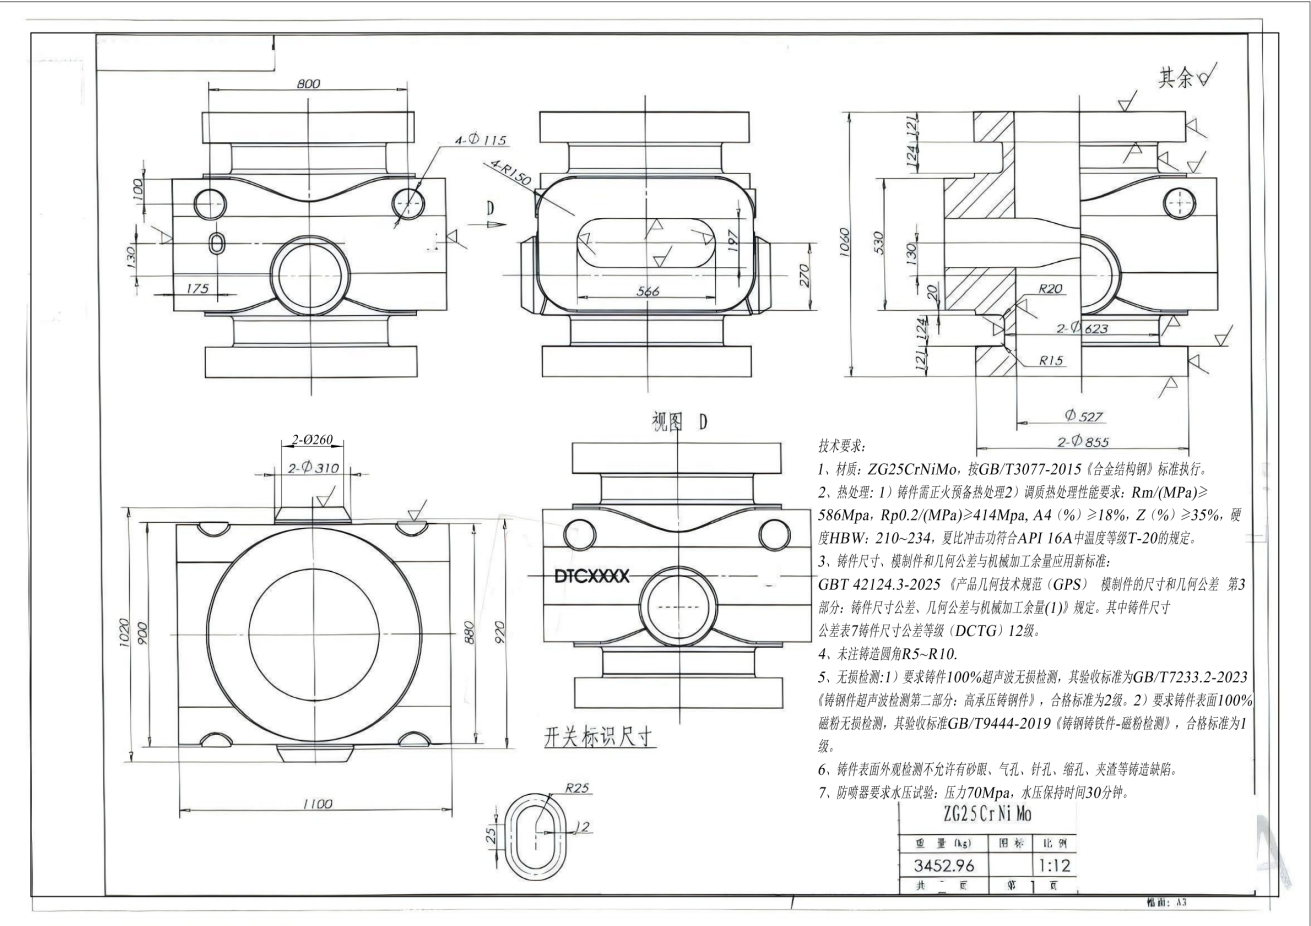 其余
800
4-Φ115
100
130
175
D
4-R150
197
566
270
1060
121
124
530
130
20
124
121
R20
2-Φ623
R15
Φ527
2-Φ855
视图 D
2-Ø260
2-Φ310
1020
900
880
920
1100
DTCXXXX
开关标识尺寸
R25
25
12
技术要求：
1、材质：ZG25CrNiMo，按GB/T3077-2015《合金结构钢》标准执行。
2、热处理: 1）铸件需正火预备热处理2）调质热处理性能要求：Rm/(MPa)≥
586Mpa，Rp0.2/(MPa)≥414Mpa, A4（%）≥18%，Z（%）≥35%，硬
度HBW：210~234，夏比冲击功符合API 16A中温度等级T-20的规定。
3、铸件尺寸、模制件和几何公差与机械加工余量应用新标准：
GBT 42124.3-2025 《产品几何技术规范（GPS） 模制件的尺寸和几何公差 第3
部分：铸件尺寸公差、几何公差与机械加工余量(1)》规定。其中铸件尺寸
公差表7铸件尺寸公差等级（DCTG）12级。
4、未注铸造圆角R5~R10.
5、无损检测:1）要求铸件100%超声波无损检测，其验收标准为GB/T7233.2-2023
《铸钢件超声波检测第二部分：高承压铸钢件》，合格标准为2级。2）要求铸件表面100%
磁粉无损检测，其验收标准GB/T9444-2019《铸钢铸铁件-磁粉检测》，合格标准为1
级。
6、铸件表面外观检测不允许有砂眼、气孔、针孔、缩孔、夹渣等铸造缺陷。
7、防喷器要求水压试验：压力70Mpa，水压保持时间30分钟。
ZG25CrNiMo
重 量 (kg) 图 标 比 例
3452.96 1:12
共 二 页 第 1 页
幅面：A3